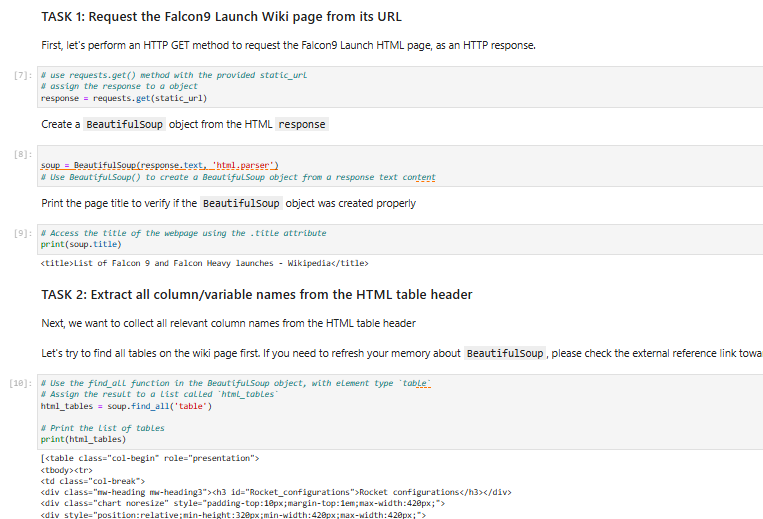 TASK 1: Request the Falcon9 Launch Wiki page from its URL
First, let's perform an HTTP GET method to request the Falcon9 Launch HTML page, as an HTTP response.
[7]: # use requests.get() method with the provided static_url
# assign the response to a object
response = requests.get(static_url)
Create a BeautifulSoup object from the HTML response
[8]:
soup = BeautifulSoup(response.text, 'html.parser')
# Use BeautifulSoup() to create a BeautifulSoup object from a response text content
Print the page title to verify if the BeautifulSoup object was created properly
[9]: # Access the title of the webpage using the .title attribute
print(soup.title)
<title>List of Falcon 9 and Falcon Heavy launches - Wikipedia</title>
TASK 2: Extract all column/variable names from the HTML table header
Next, we want to collect all relevant column names from the HTML table header
Let's try to find all tables on the wiki page first. If you need to refresh your memory about BeautifulSoup, please check the external reference link towa
[10]: # Use the find_all function in the BeautifulSoup object, with element type `table`
# Assign the result to a list called `html_tables`
html_tables = soup.find_all('table')
# Print the list of tables
print(html_tables)
[<table class="col-begin" role="presentation">
<tbody><tr>
<td class="col-break">
<div class="mw-heading mw-heading3"><h3 id="Rocket_configurations">Rocket configurations</h3></div>
<div class="chart noresize" style="padding-top:10px;margin-top:1em;max-width:420px;">
<div style="position:relative;min-height:320px;min-width:420px;max-width:420px;">